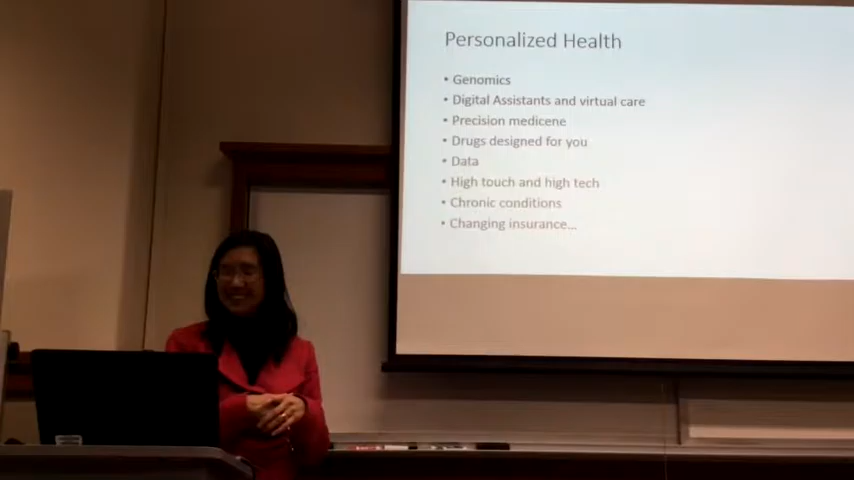 Personalized Health
• Genomics
• Digital Assistants and virtual care
• Precision medicene
• Drugs designed for you
• Data
• High touch and high tech
• Chronic conditions
• Changing insurance...